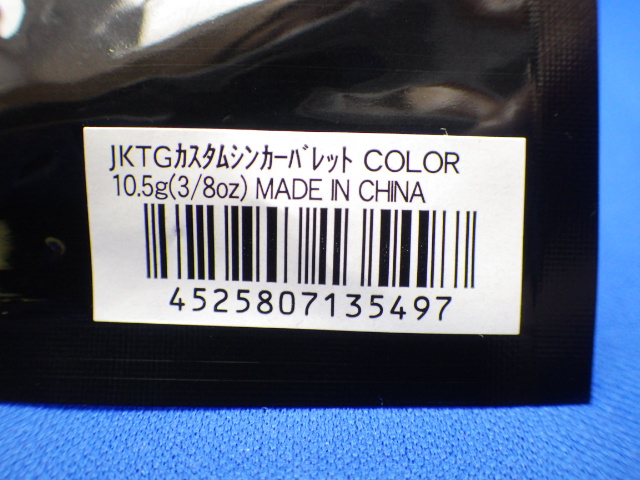 JKTGｶｽﾀﾑｼﾝｶｰﾊﾞﾚｯﾄ COLOR
10.5g(3/8oz) MADE IN CHINA
4525807135497